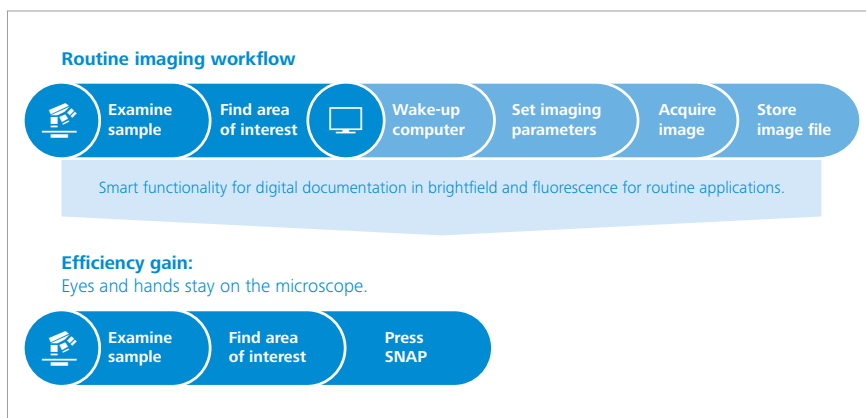 Routine imaging workflow
Examine
sample
Find area
of interest
Wake-up
computer
Set imaging
parameters
Acquire
image
Store
image file
Smart functionality for digital documentation in brightfield and fluorescence for routine applications.
Efficiency gain:
Eyes and hands stay on the microscope.
Examine
sample
Find area
of interest
Press
SNAP